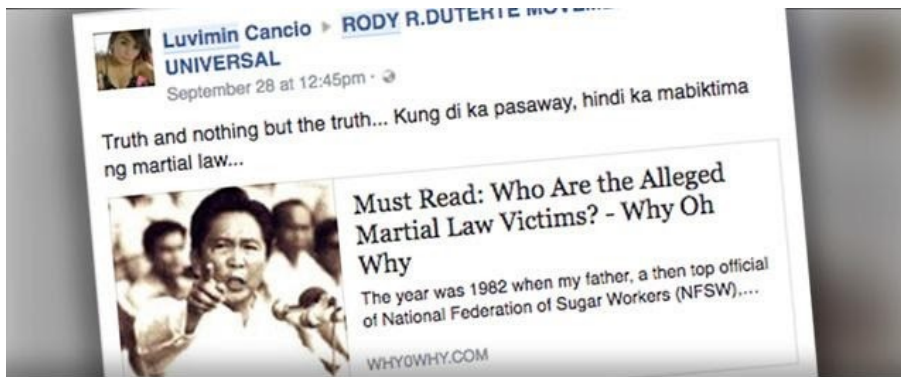 Luvimin Cancio ▸ RODY R.DUTERTE MOVEMENT
UNIVERSAL
September 28 at 12:45pm ·
Truth and nothing but the truth... Kung di ka pasaway, hindi ka mabiktima
ng martial law...
Must Read: Who Are the Alleged
Martial Law Victims? - Why Oh
Why
The year was 1982 when my father, a then top official
of National Federation of Sugar Workers (NFSW),...
WHY0WHY.COM